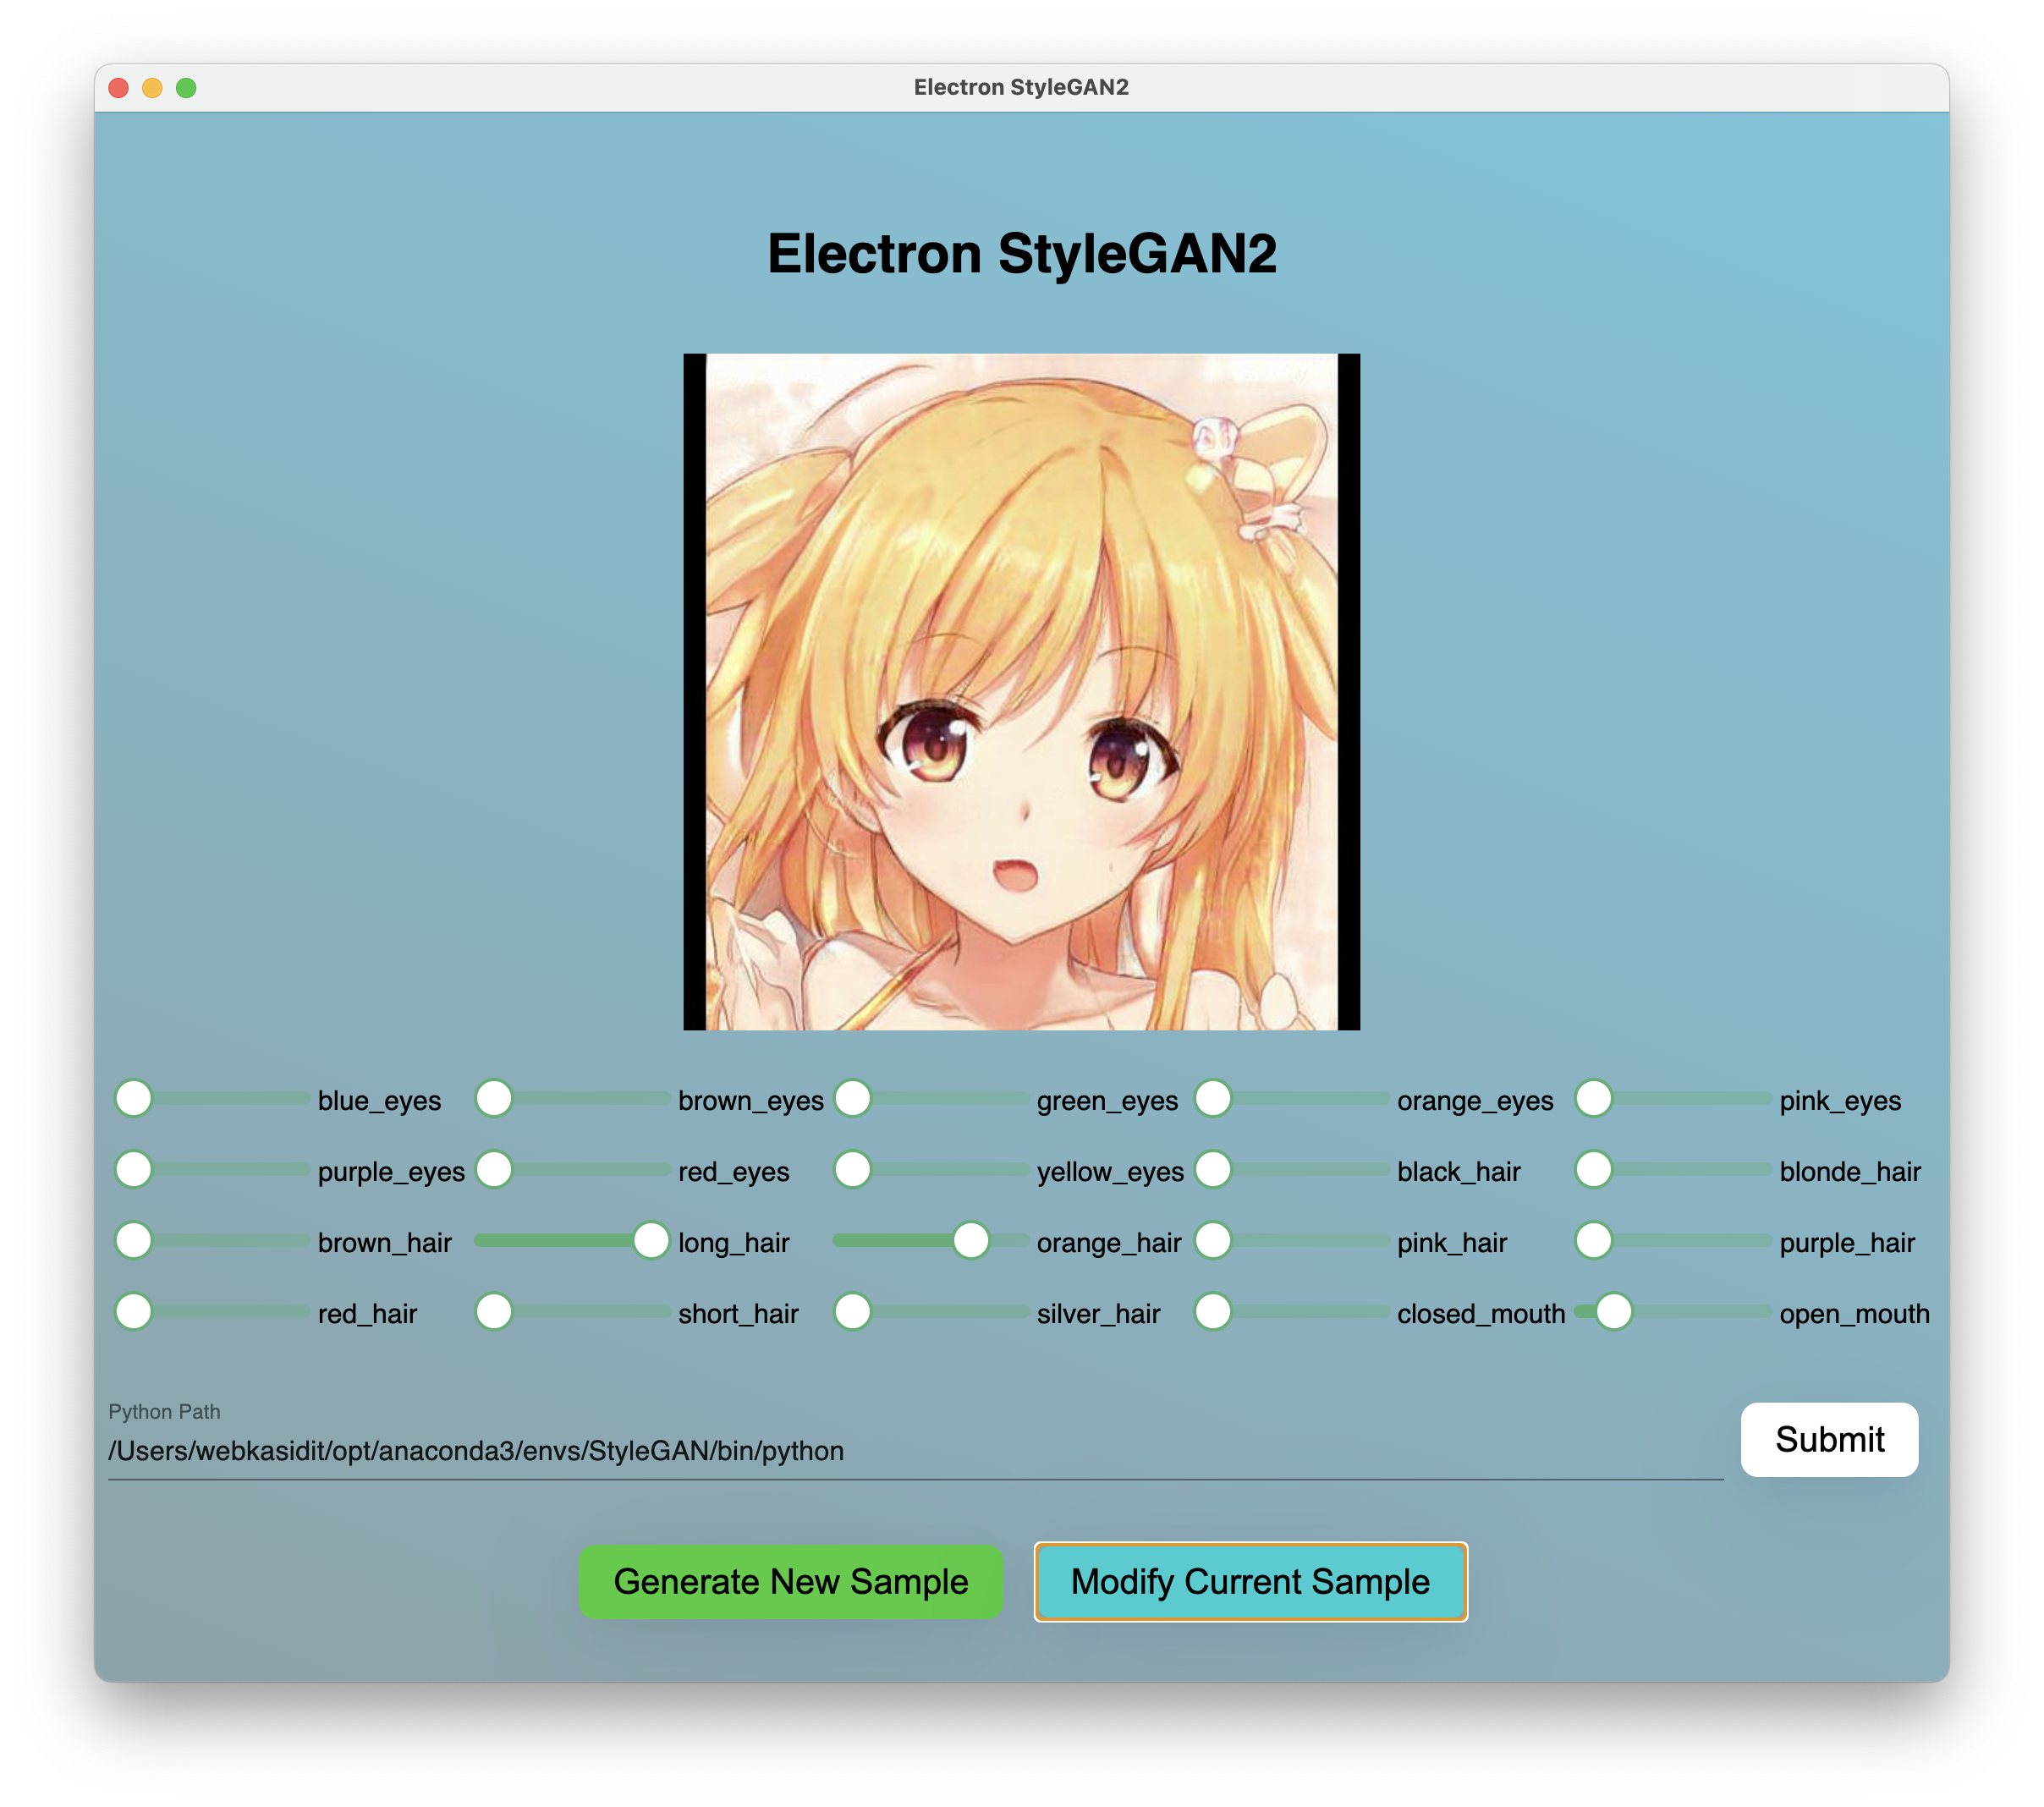 Electron StyleGAN2
Electron StyleGAN2
blue_eyes brown_eyes green_eyes orange_eyes pink_eyes
purple_eyes red_eyes yellow_eyes black_hair blonde_hair
brown_hair long_hair orange_hair pink_hair purple_hair
red_hair short_hair silver_hair closed_mouth open_mouth
Python Path
/Users/webkasidit/opt/anaconda3/envs/StyleGAN/bin/python
Submit
Generate New Sample Modify Current Sample